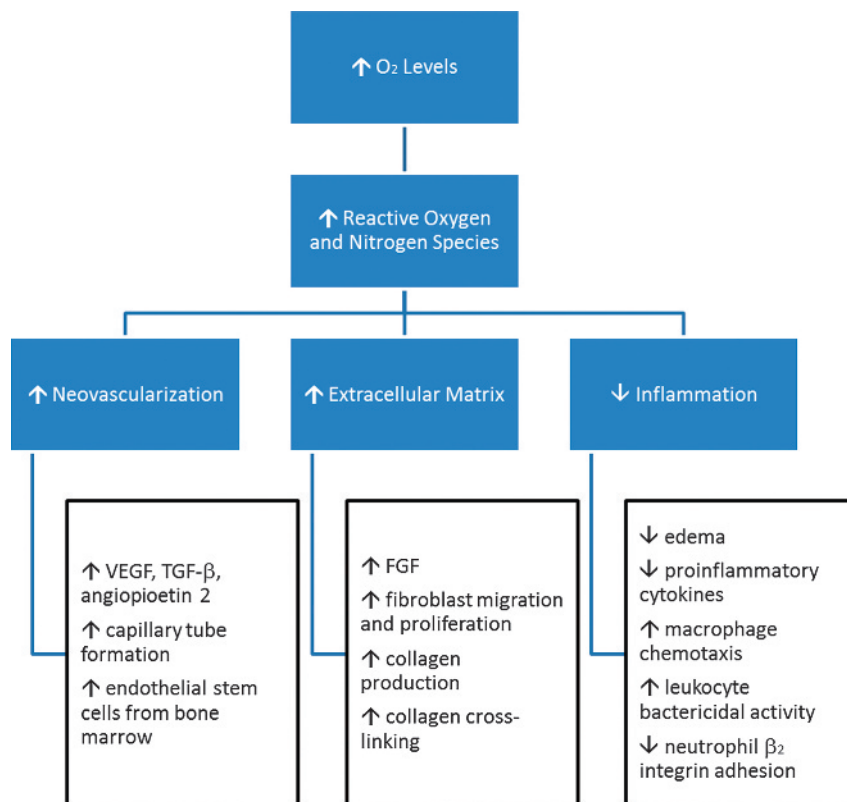 ↑ O₂ Levels
↑ Reactive Oxygen
and Nitrogen Species
↑ Neovascularization
↑ Extracellular Matrix
↓ Inflammation
↑ VEGF, TGF-β,
angiopoietin 2
↑ capillary tube
formation
↑ endothelial stem
cells from bone
marrow
↑ FGF
↑ fibroblast migration
and proliferation
↑ collagen
production
↑ collagen cross-
linking
↓ edema
↓ proinflammatory
cytokines
↑ macrophage
chemotaxis
↑ leukocyte
bactericidal activity
↓ neutrophil β₂
integrin adhesion